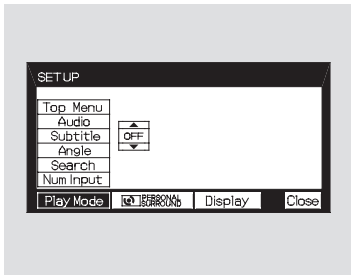 SETUP
Top Menu
Audio
Subtitle
OFF
Angle
Search
Num Input
Play Mode PERSONAL SURROUND Display Close